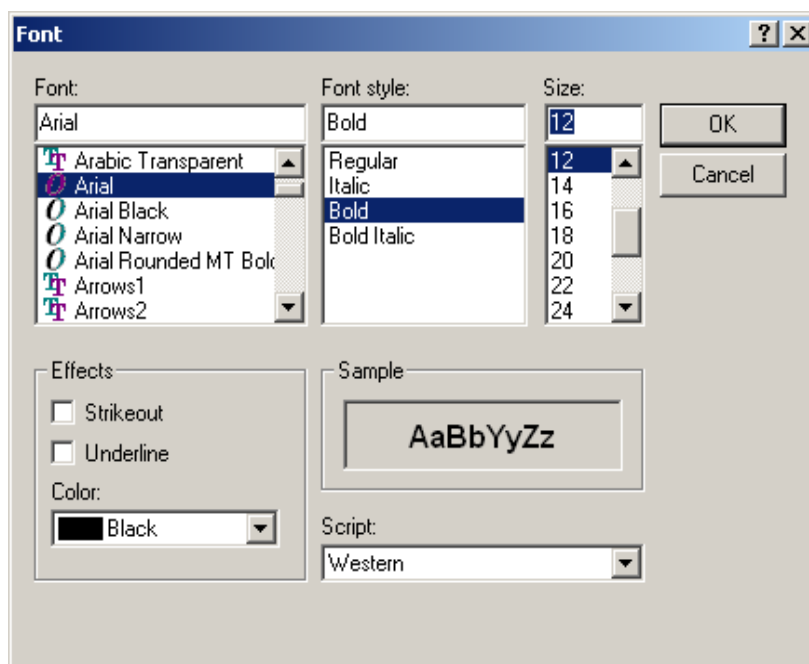 Font
Font:
Font style:
Size:
Arial
Bold
12
OK
Cancel
Arabic Transparent
Arial
Arial Black
Arial Narrow
Arial Rounded MT Bold
Arrows1
Arrows2
Regular
Italic
Bold
Bold Italic
12
14
16
18
20
22
24
Effects
Strikeout
Underline
Color:
Black
Sample
AaBbYyZz
Script:
Western